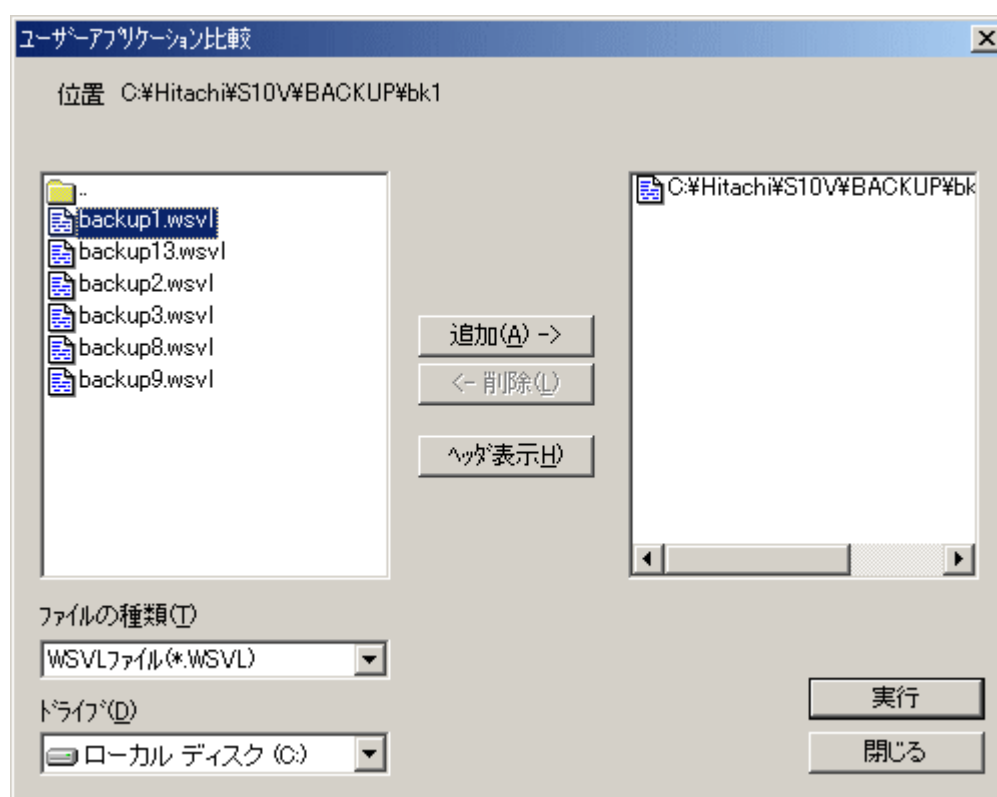 ﾕｰｻﾞｰｱﾌﾟﾘｹｰｼｮﾝ比較
位置 C:¥Hitachi¥S10V¥BACKUP¥bk1
..
backup1.wsvl
backup13.wsvl
backup2.wsvl
backup3.wsvl
backup8.wsvl
backup9.wsvl
C:¥Hitachi¥S10V¥BACKUP¥bk
追加(A) ->
<- 削除(L)
ﾍｯﾀﾞ表示H)
ﾌｧｲﾙの種類(T)
WSVLﾌｧｲﾙ(*.WSVL)
ﾄﾞﾗｲﾌﾞ(D)
ローカル ディスク (C:)
実行
閉じる